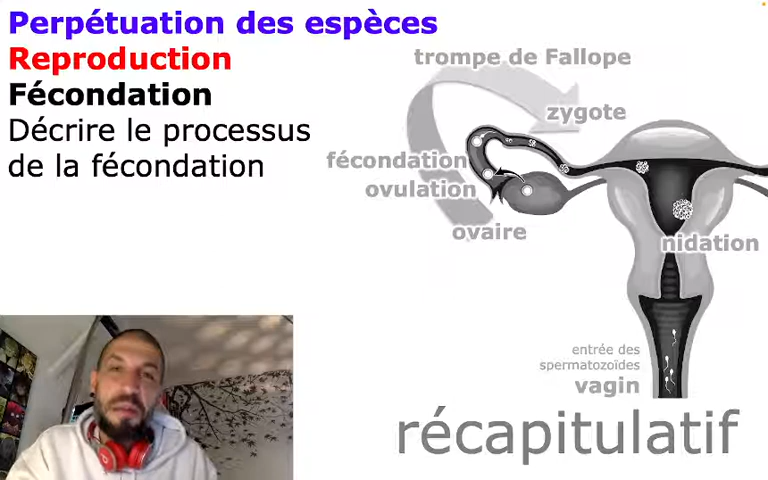 Perpétuation des espèces
Reproduction
Fécondation
Décrire le processus
de la fécondation
trompe de Fallope
zygote
fécondation
ovulation
ovaire
nidation
entrée des
spermatozoïdes
vagin
récapitulatif